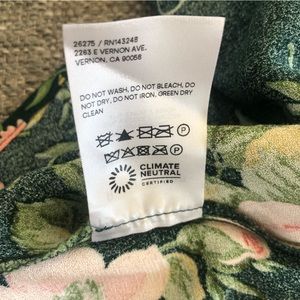 26275 / RN143248
2263 E VERNON AVE.
VERNON, CA 90058
DO NOT WASH, DO NOT BLEACH, DO
NOT DRY, DO NOT IRON, GREEN DRY
CLEAN
P
P
CLIMATE
NEUTRAL
CERTIFIED